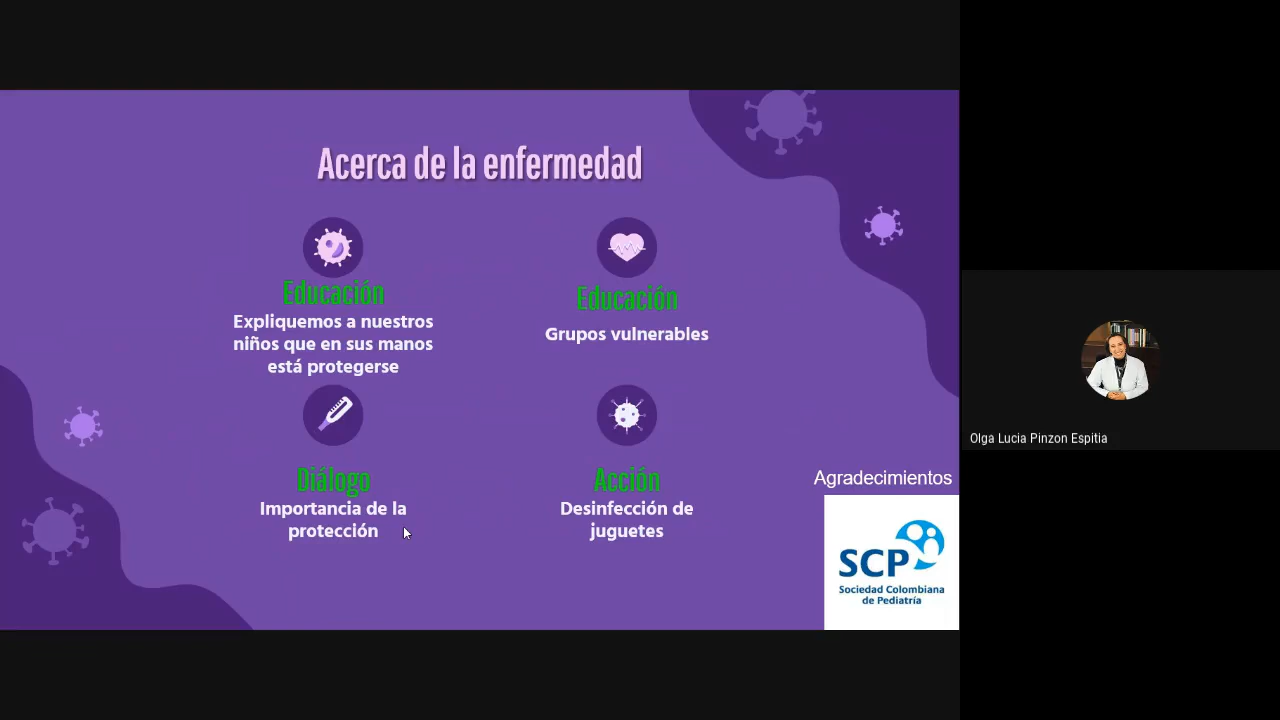 Acerca de la enfermedad
Educación
Expliquemos a nuestros
niños que en sus manos
está protegerse
Educación
Grupos vulnerables
Diálogo
Importancia de la
protección
Acción
Desinfección de
juguetes
Agradecimientos
SCP
Sociedad Colombiana
de Pediatría
Olga Lucia Pinzon Espitia